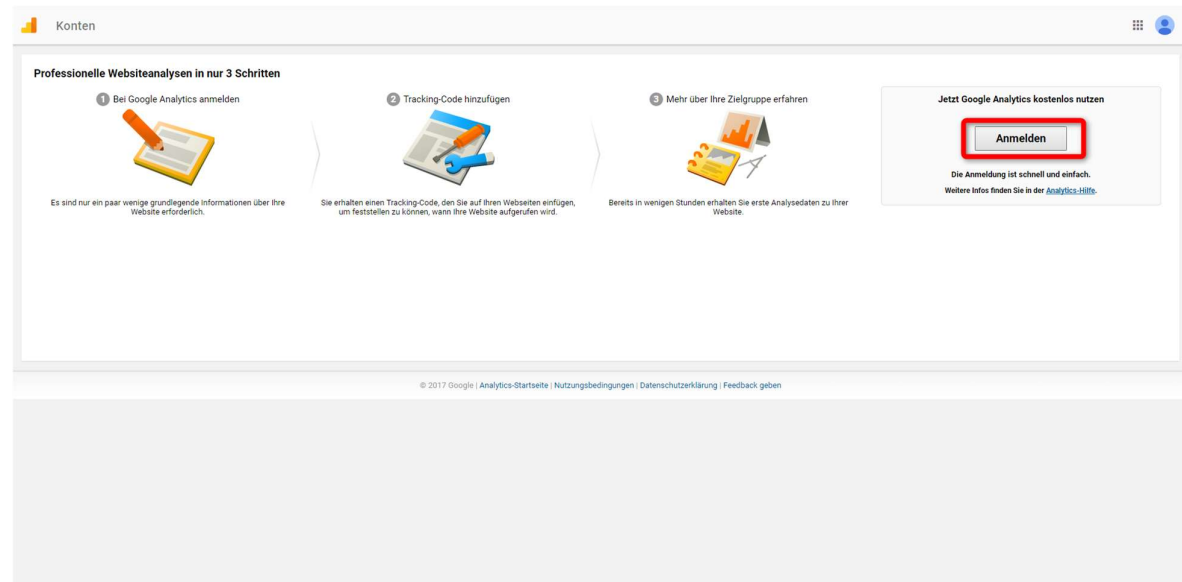 Konten
Professionelle Websiteanalysen in nur 3 Schritten
1 Bei Google Analytics anmelden
Es sind nur ein paar wenige grundlegende Informationen über Ihre
Website erforderlich.
2 Tracking-Code hinzufügen
Sie erhalten einen Tracking-Code, den Sie auf Ihren Webseiten einfügen,
um feststellen zu können, wann Ihre Website aufgerufen wird.
3 Mehr über Ihre Zielgruppe erfahren
Bereits in wenigen Stunden erhalten Sie erste Analysedaten zu Ihrer
Website.
Jetzt Google Analytics kostenlos nutzen
Anmelden
Die Anmeldung ist schnell und einfach.
Weitere Infos finden Sie in der Analytics-Hilfe.
© 2017 Google | Analytics-Startseite | Nutzungsbedingungen | Datenschutzerklärung | Feedback geben